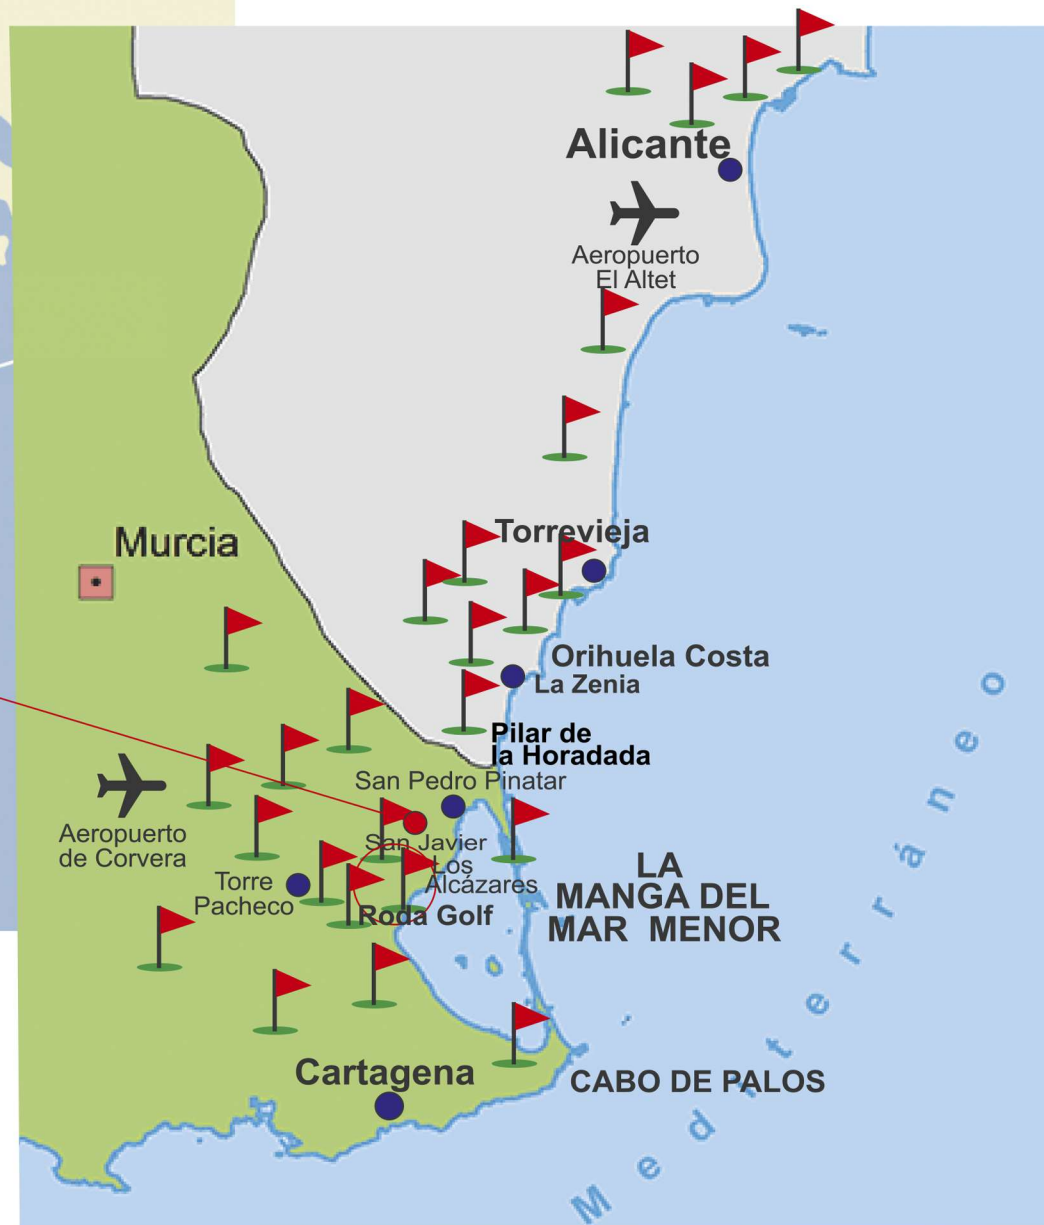 Alicante
Aeropuerto
El Altet
Torrevieja
Murcia
Orihuela Costa
La Zenia
Pilar de
la Horadada
San Pedro Pinatar
Aeropuerto
de Corvera
San Javier
Los
Alcázares
Torre
Pacheco
Roda Golf
LA
MANGA DEL
MAR MENOR
Cartagena
CABO DE PALOS
Mediterráneo